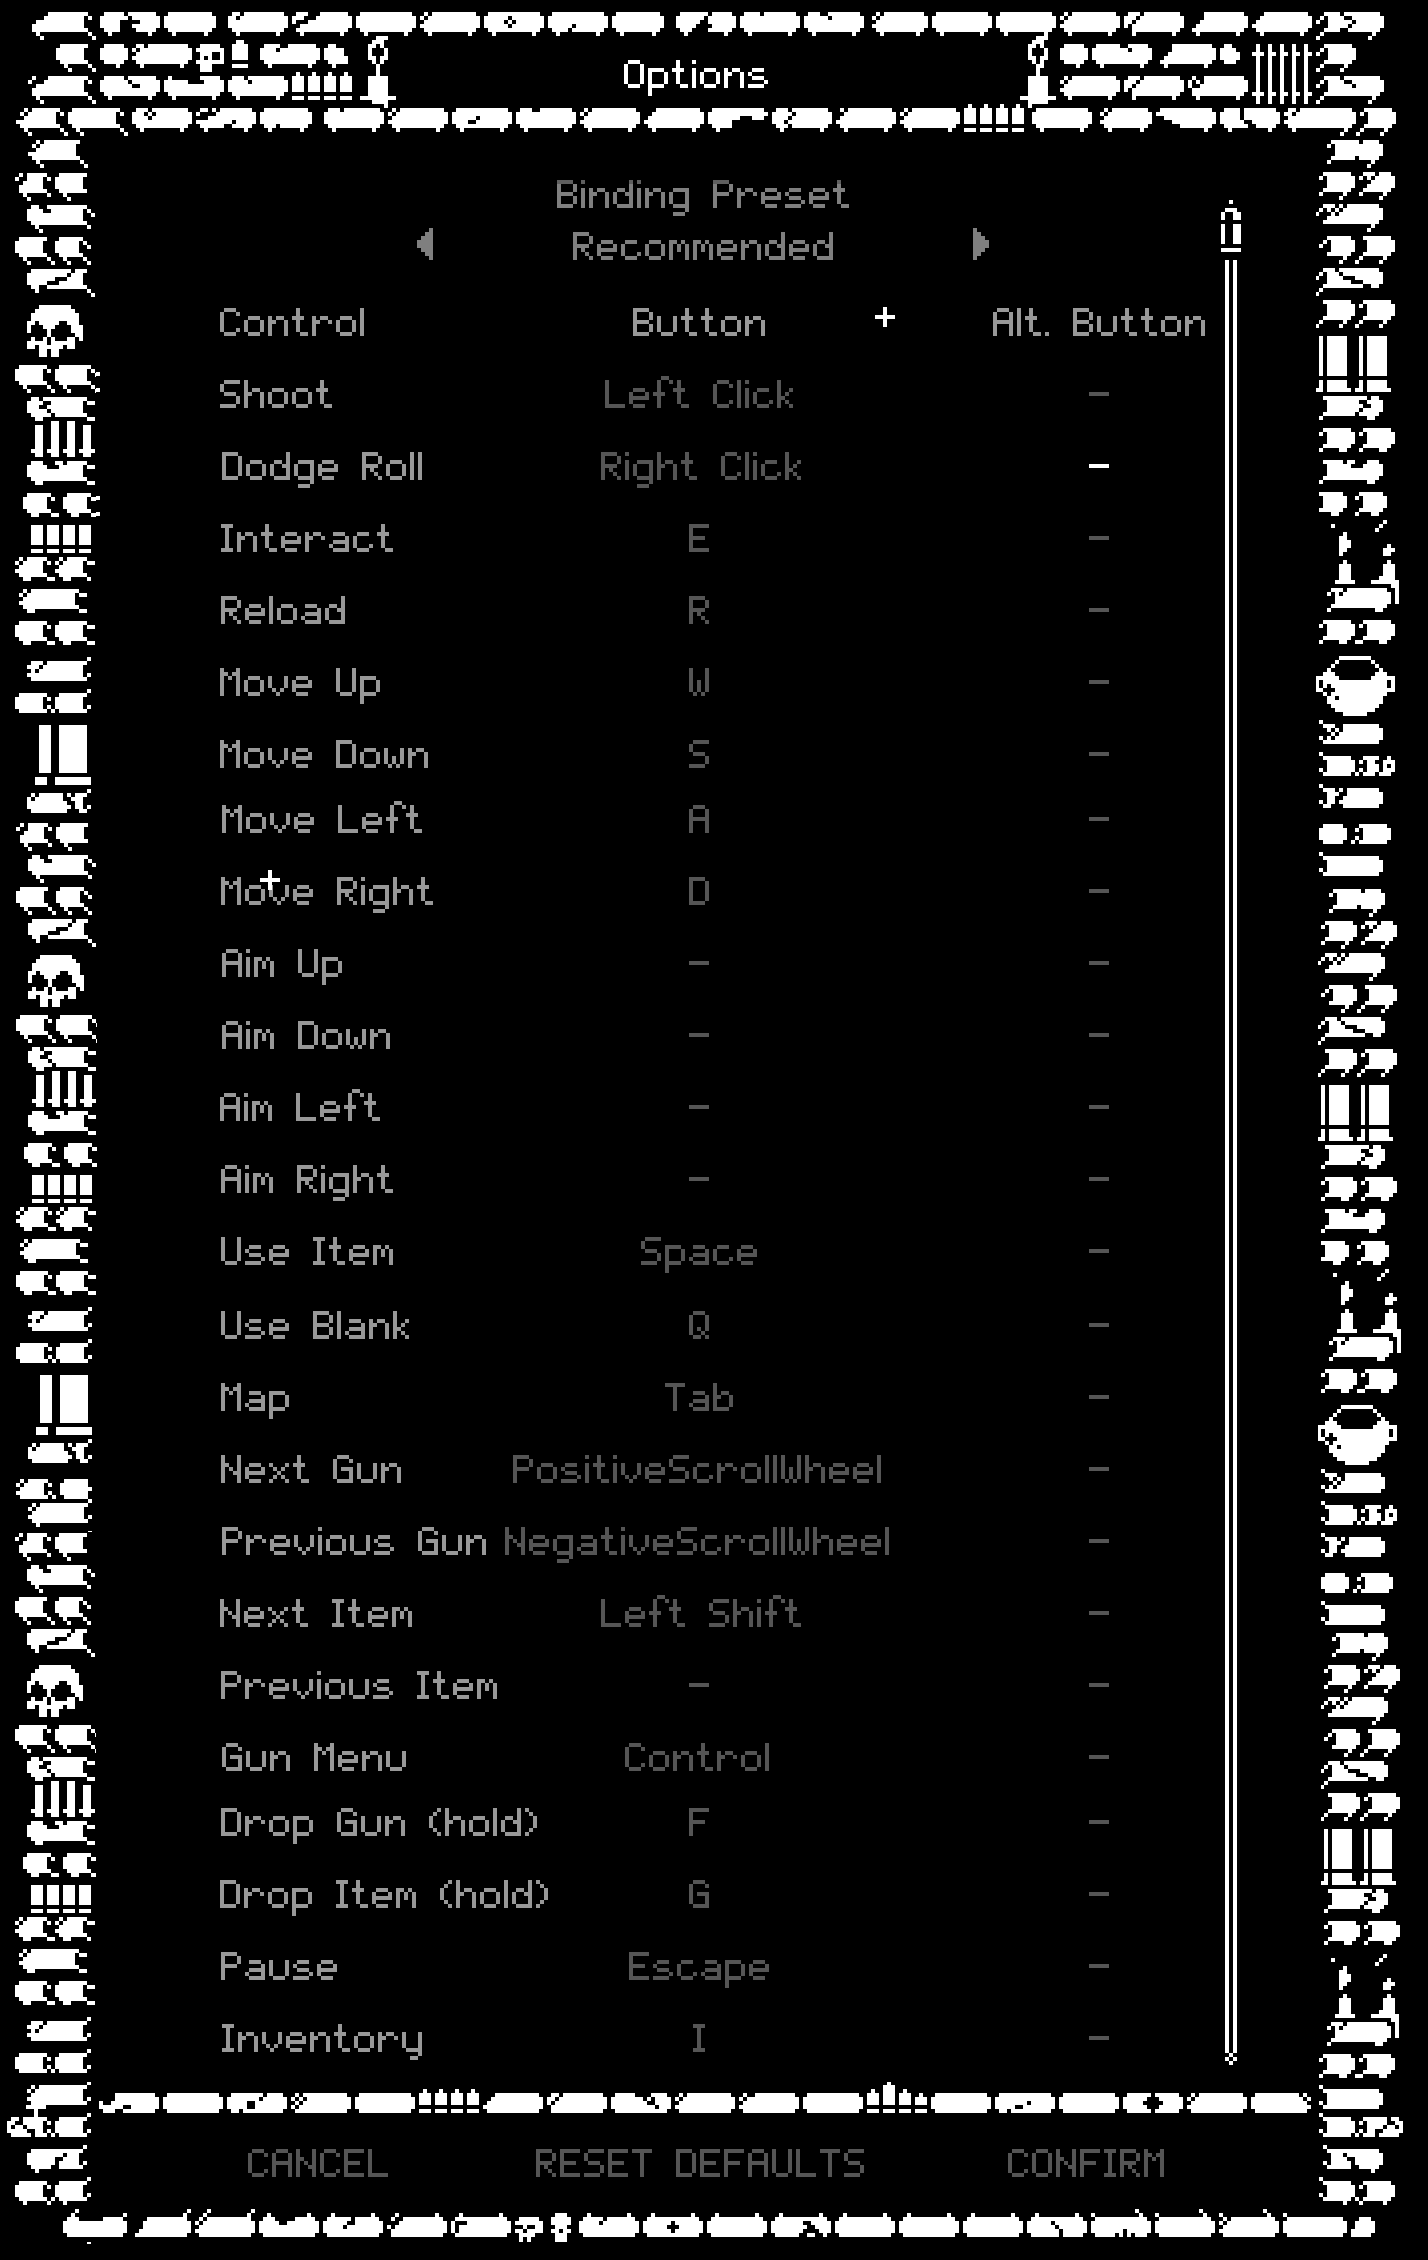 Options
Binding Preset
Recommended
Control Button Alt. Button
Shoot Left Click -
Dodge Roll Right Click -
Interact E -
Reload R -
Move Up W -
Move Down S -
Move Left A -
Move Right D -
Aim Up - -
Aim Down - -
Aim Left - -
Aim Right - -
Use Item Space -
Use Blank Q -
Map Tab -
Next Gun PositiveScrollWheel -
Previous Gun NegativeScrollWheel -
Next Item Left Shift -
Previous Item - -
Gun Menu Control -
Drop Gun (hold) F -
Drop Item (hold) G -
Pause Escape -
Inventory I -
CANCEL RESET DEFAULTS CONFIRM